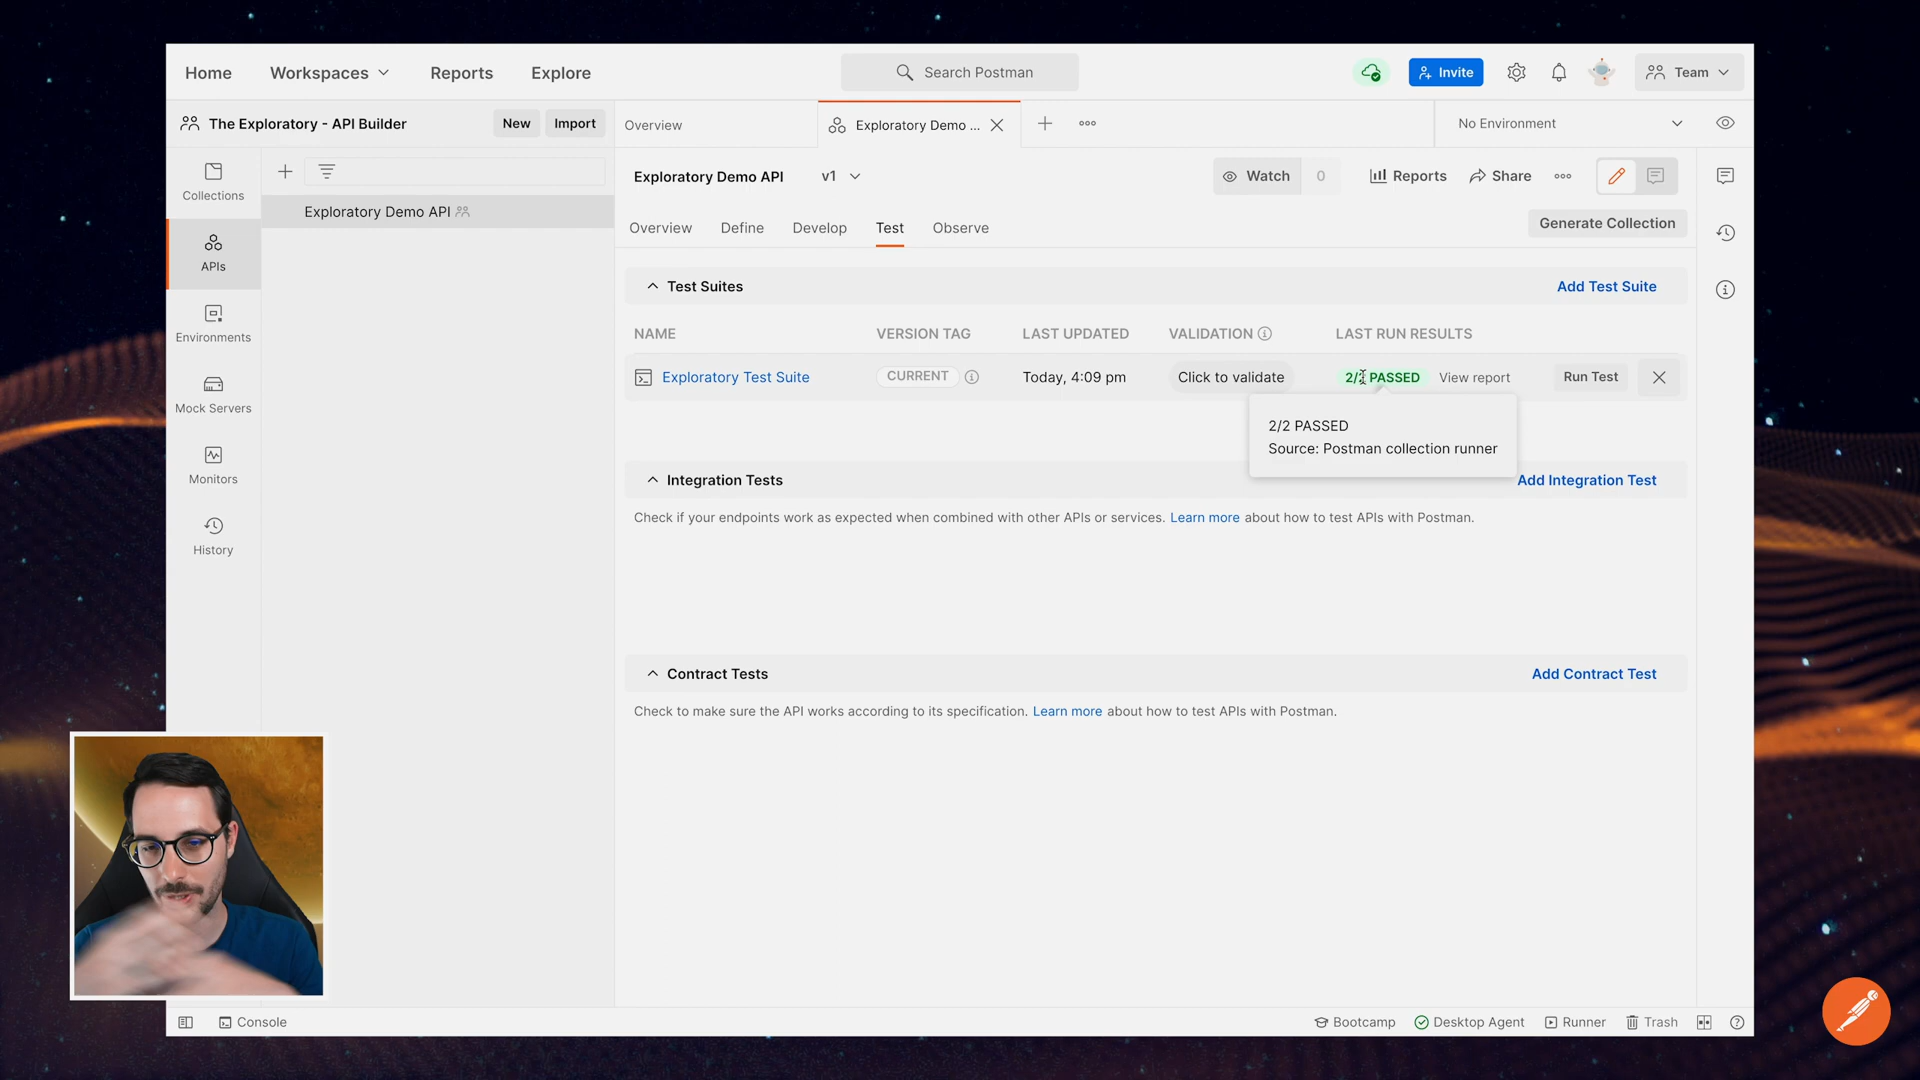 Home Workspaces Reports Explore Search Postman Invite Team
The Exploratory - API Builder New Import Overview Exploratory Demo ... No Environment
Collections
APIs
Environments
Mock Servers
Monitors
History
Exploratory Demo API
Exploratory Demo API v1 Watch 0 Reports Share
Overview Define Develop Test Observe Generate Collection
Test Suites Add Test Suite
NAME VERSION TAG LAST UPDATED VALIDATION LAST RUN RESULTS
Exploratory Test Suite CURRENT Today, 4:09 pm Click to validate 2/2 PASSED View report Run Test
2/2 PASSED
Source: Postman collection runner
Integration Tests Add Integration Test
Check if your endpoints work as expected when combined with other APIs or services. Learn more about how to test APIs with Postman.
Contract Tests Add Contract Test
Check to make sure the API works according to its specification. Learn more about how to test APIs with Postman.
Console Bootcamp Desktop Agent Runner Trash